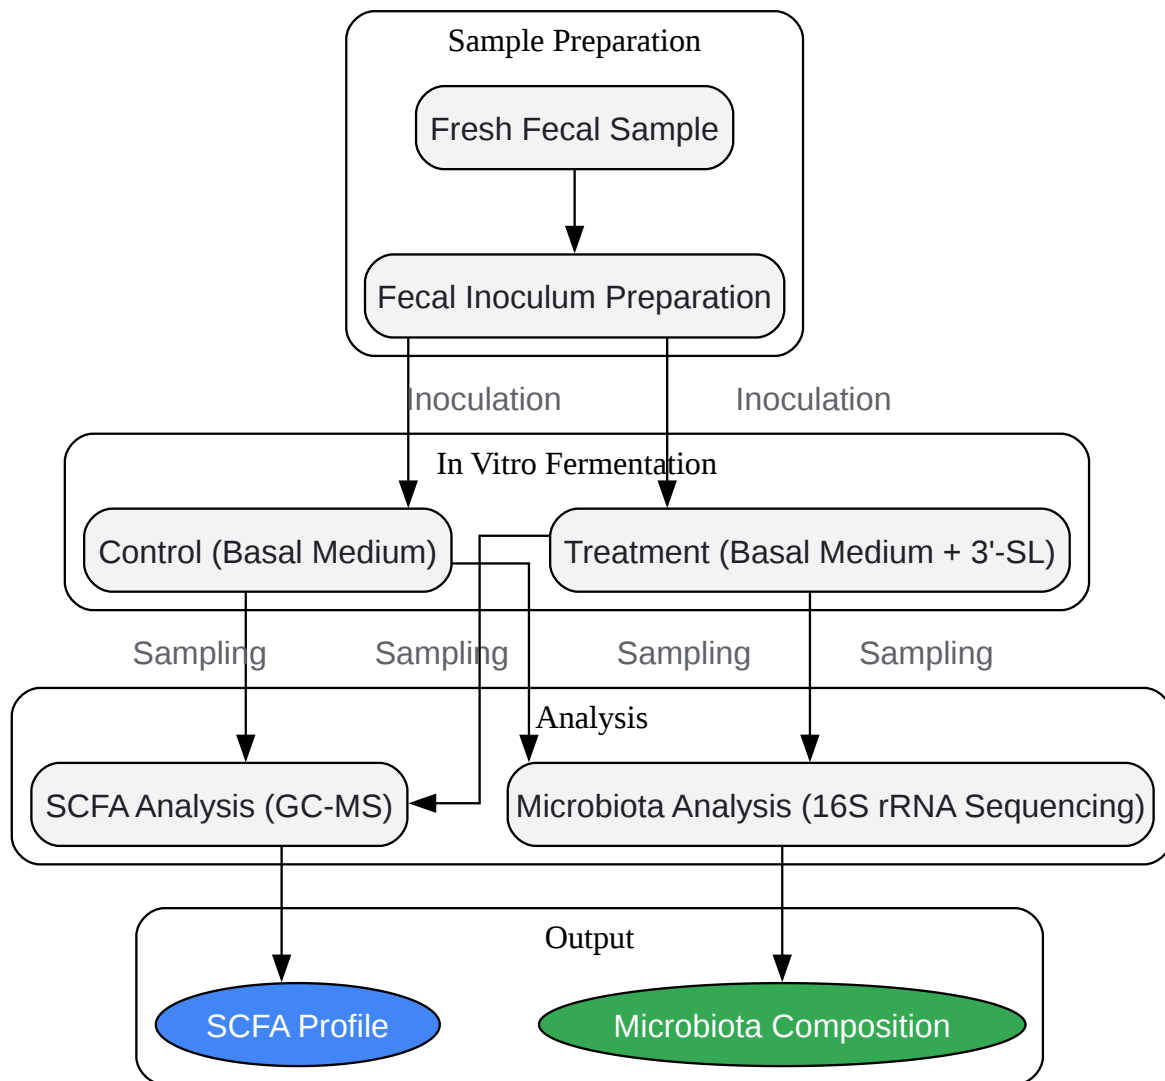 Sample Preparation
Fresh Fecal Sample
Fecal Inoculum Preparation
Inoculation
Inoculation
In Vitro Fermentation
Control (Basal Medium)
Treatment (Basal Medium + 3'-SL)
Sampling
Sampling
Sampling
Sampling
Analysis
SCFA Analysis (GC-MS)
Microbiota Analysis (16S rRNA Sequencing)
Output
SCFA Profile
Microbiota Composition